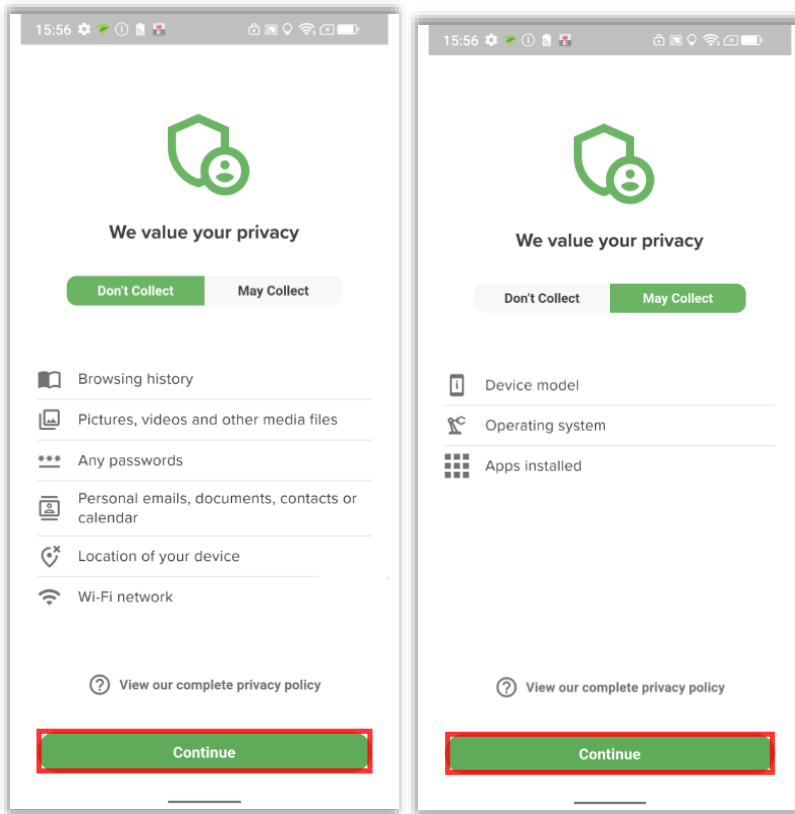 15:56
We value your privacy
Don't Collect May Collect
Browsing history
Pictures, videos and other media files
*** Any passwords
Personal emails, documents, contacts or
calendar
Location of your device
Wi-Fi network
View our complete privacy policy
Continue
15:56
We value your privacy
Don't Collect May Collect
Device model
Operating system
Apps installed
View our complete privacy policy
Continue